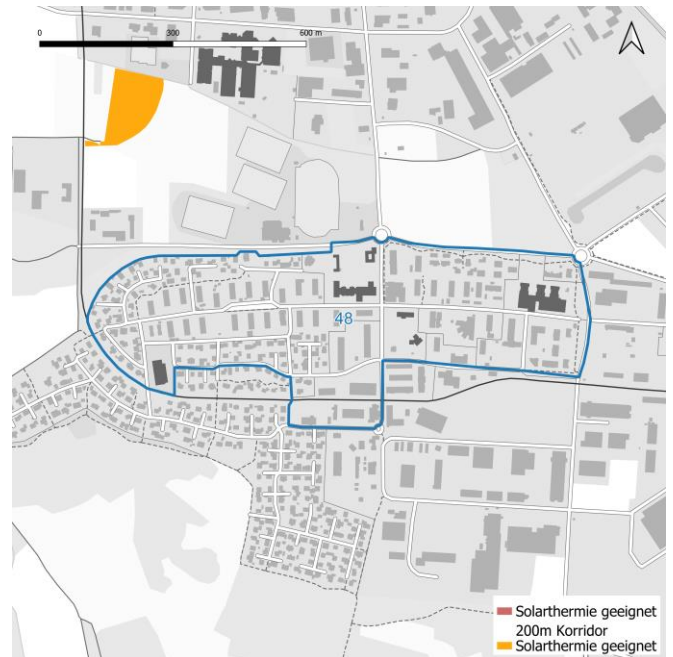 0 300 600 m
48
Solarthermie geeignet
200m Korridor
Solarthermie geeignet